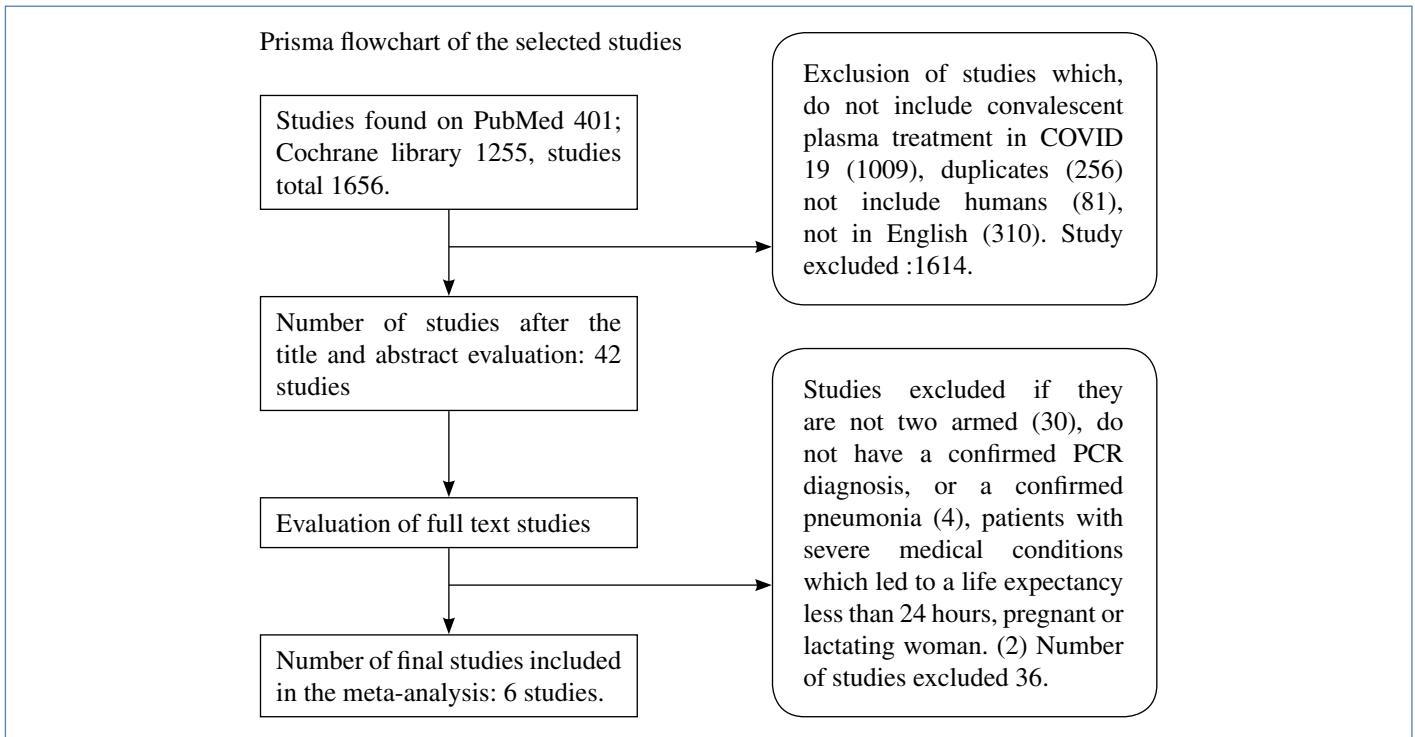 Prisma flowchart of the selected studies
Studies found on PubMed 401;
Cochrane library 1255, studies
total 1656.
Exclusion of studies which,
do not include convalescent
plasma treatment in COVID
19 (1009), duplicates (256)
not include humans (81),
not in English (310). Study
excluded :1614.
Number of studies after the
title and abstract evaluation: 42
studies
Studies excluded if they
are not two armed (30), do
not have a confirmed PCR
diagnosis, or a confirmed
pneumonia (4), patients with
severe medical conditions
which led to a life expectancy
less than 24 hours, pregnant or
lactating woman. (2) Number
of studies excluded 36.
Evaluation of full text studies
Number of final studies included
in the meta-analysis: 6 studies.